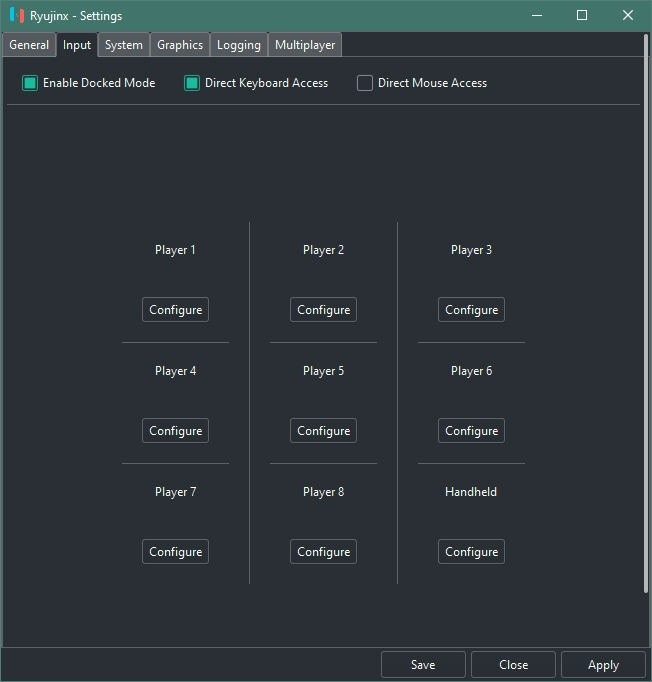 Ryujinx - Settings
General Input System Graphics Logging Multiplayer
Enable Docked Mode Direct Keyboard Access Direct Mouse Access
Player 1 Player 2 Player 3
Configure Configure Configure
Player 4 Player 5 Player 6
Configure Configure Configure
Player 7 Player 8 Handheld
Configure Configure Configure
Save Close Apply